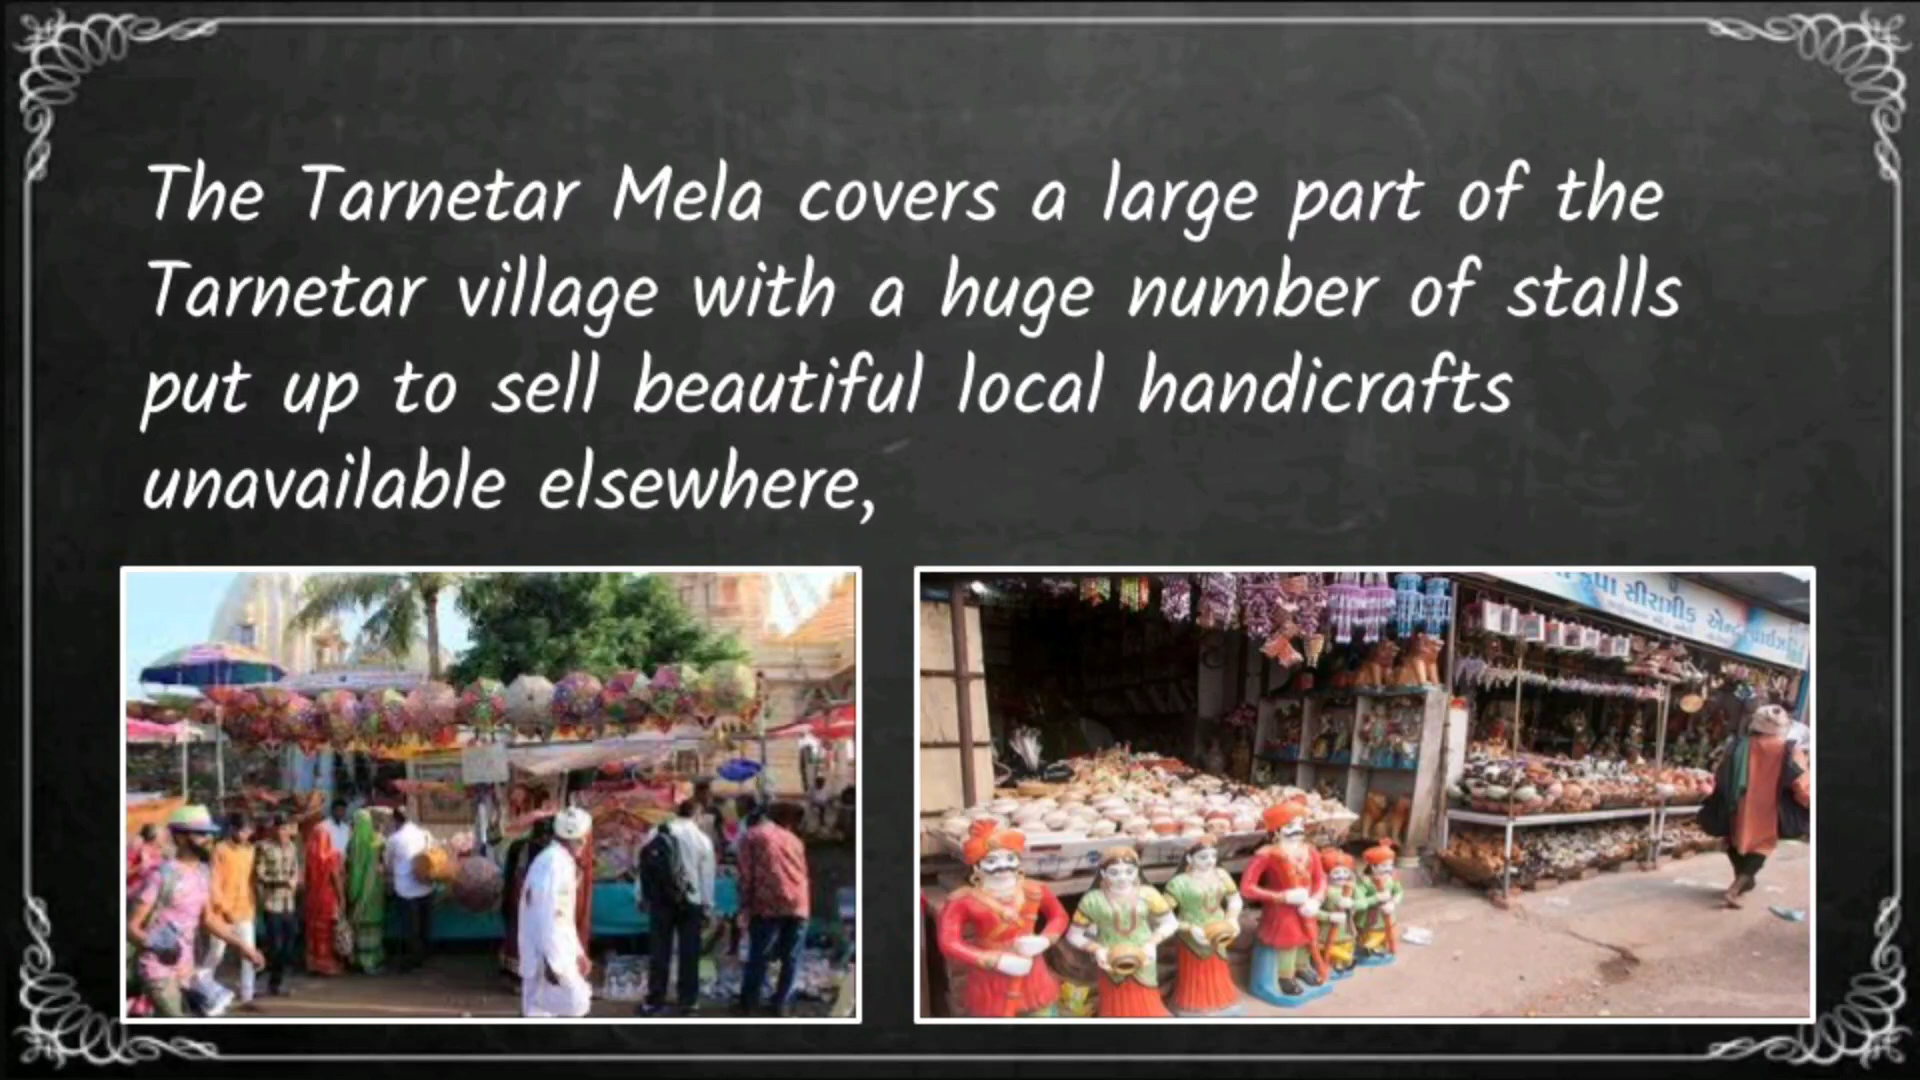 The Tarnetar Mela covers a large part of the
Tarnetar village with a huge number of stalls
put up to sell beautiful local handicrafts
unavailable elsewhere,
કૃપા સીરામીક